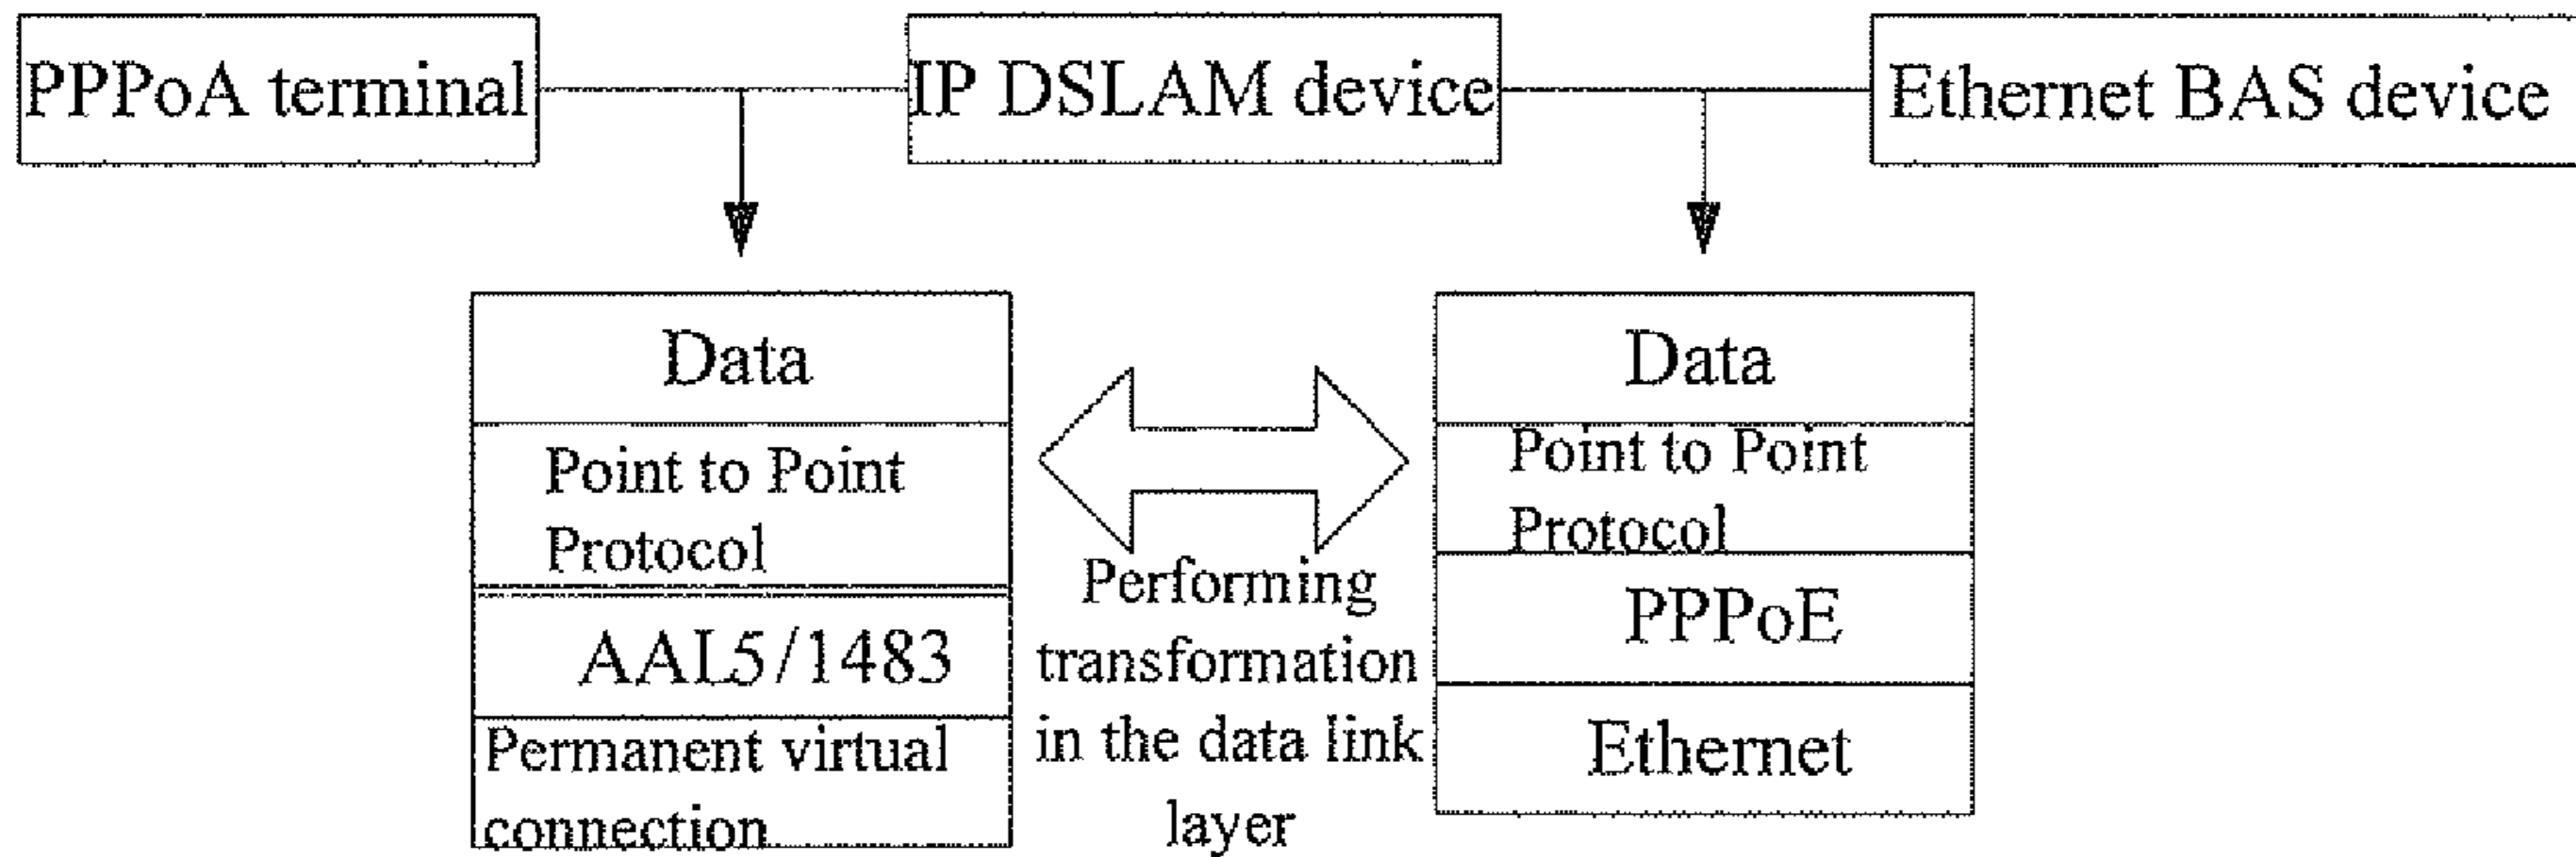 PPPoA terminal
IP DSLAM device
Ethernet BAS device
Data
Point to Point
Protocol
AAL5/1483
Permanent virtual
connection
Performing
transformation
in the data link
layer
Data
Point to Point
Protocol
PPPoE
Ethernet